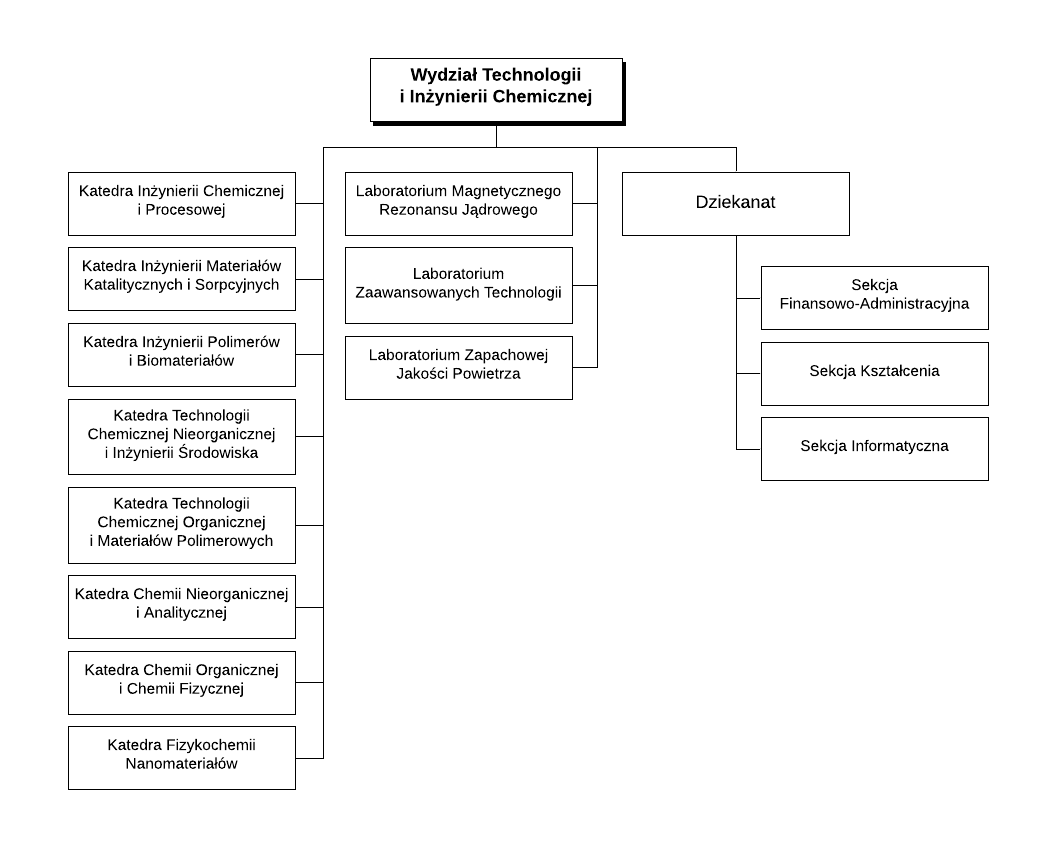 Wydział Technologii
i Inżynierii Chemicznej
Katedra Inżynierii Chemicznej
i Procesowej
Katedra Inżynierii Materiałów
Katalitycznych i Sorpcyjnych
Katedra Inżynierii Polimerów
i Biomateriałów
Katedra Technologii
Chemicznej Nieorganicznej
i Inżynierii Środowiska
Katedra Technologii
Chemicznej Organicznej
i Materiałów Polimerowych
Katedra Chemii Nieorganicznej
i Analitycznej
Katedra Chemii Organicznej
i Chemii Fizycznej
Katedra Fizykochemii
Nanomateriałów
Laboratorium Magnetycznego
Rezonansu Jądrowego
Laboratorium
Zaawansowanych Technologii
Laboratorium Zapachowej
Jakości Powietrza
Dziekanat
Sekcja
Finansowo-Administracyjna
Sekcja Kształcenia
Sekcja Informatyczna